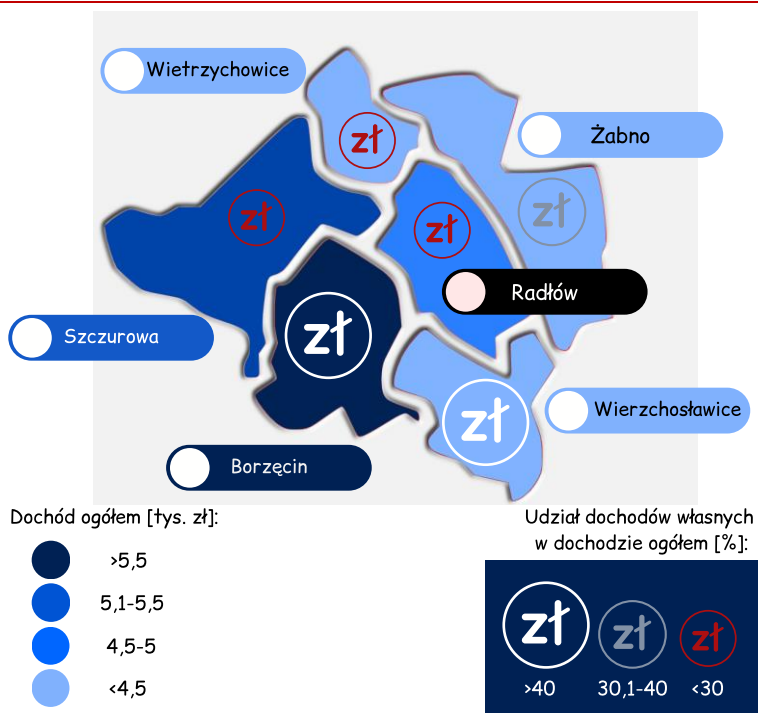 Wietrzychowice
Żabno
zł
zł
zł
zł
Radłów
Szczurowa
zł
zł
Wierzchosławice
Borzęcin
Dochód ogółem [tys. zł]:
>5,5
5,1-5,5
4,5-5
<4,5
Udział dochodów własnych
w dochodzie ogółem [%]:
zł zł zł
>40 30,1-40 <30